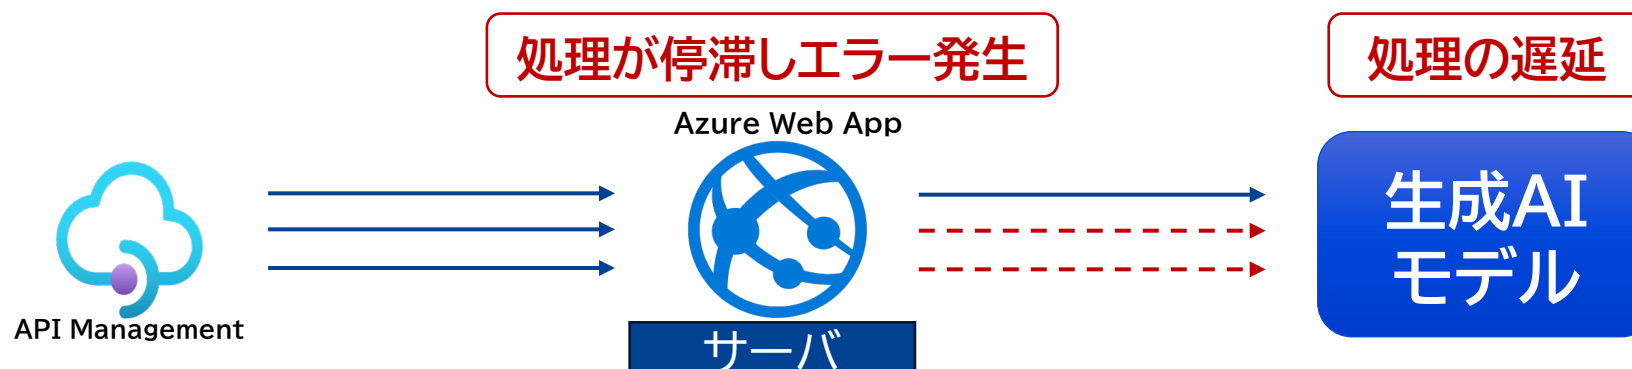 処理が停滞しエラー発生
処理の遅延
Azure Web App
生成AI
モデル
API Management
サーバ